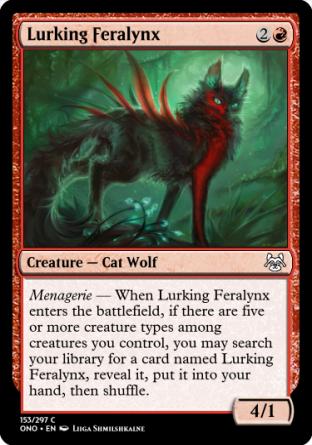 Lurking Feralynx 2
Creature — Cat Wolf
Menagerie — When Lurking Feralynx
enters the battlefield, if there are five
or more creature types among
creatures you control, you may search
your library for a card named Lurking
Feralynx, reveal it, put it into your
hand, then shuffle.
4/1
153/297 C
ONO • EN LIIGA SMILSHKALNE